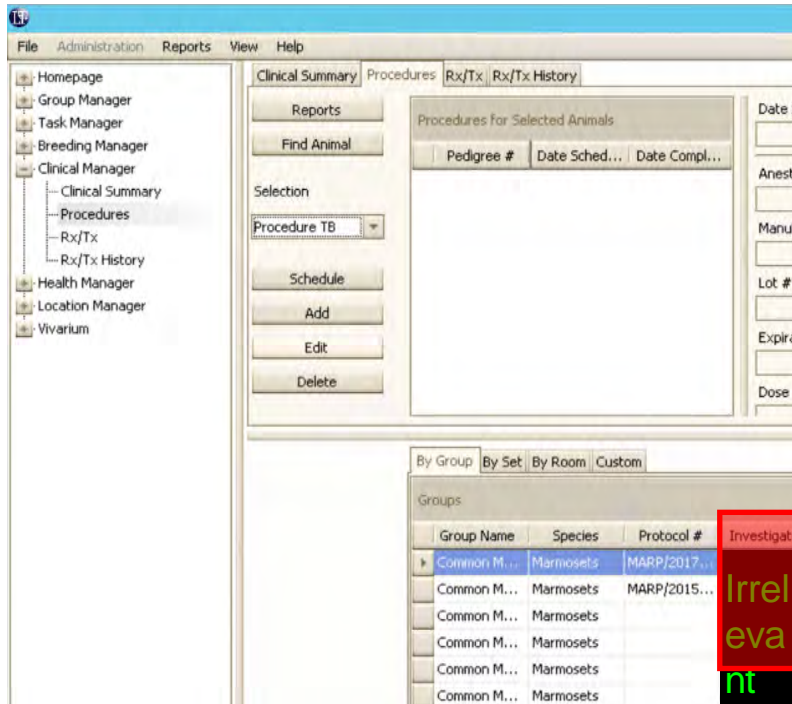 File Administration Reports View Help
Homepage
Group Manager
Task Manager
Breeding Manager
Clinical Manager
Clinical Summary
Procedures
Rx/Tx
Rx/Tx History
Health Manager
Location Manager
Vivarium
Clinical Summary Procedures Rx/Tx Rx/Tx History
Reports
Find Animal
Selection
Procedure TB
Schedule
Add
Edit
Delete
Procedures for Selected Animals
Pedigree # Date Sched... Date Compl...
Date
Anest
Manu
Lot #
Expira
Dose
By Group By Set By Room Custom
Groups
Group Name Species Protocol # Investigat
Common M... Marmosets MARP/2017...
Common M... Marmosets MARP/2015...
Common M... Marmosets
Common M... Marmosets
Common M... Marmosets
Common M... Marmosets
Irrel
eva
nt